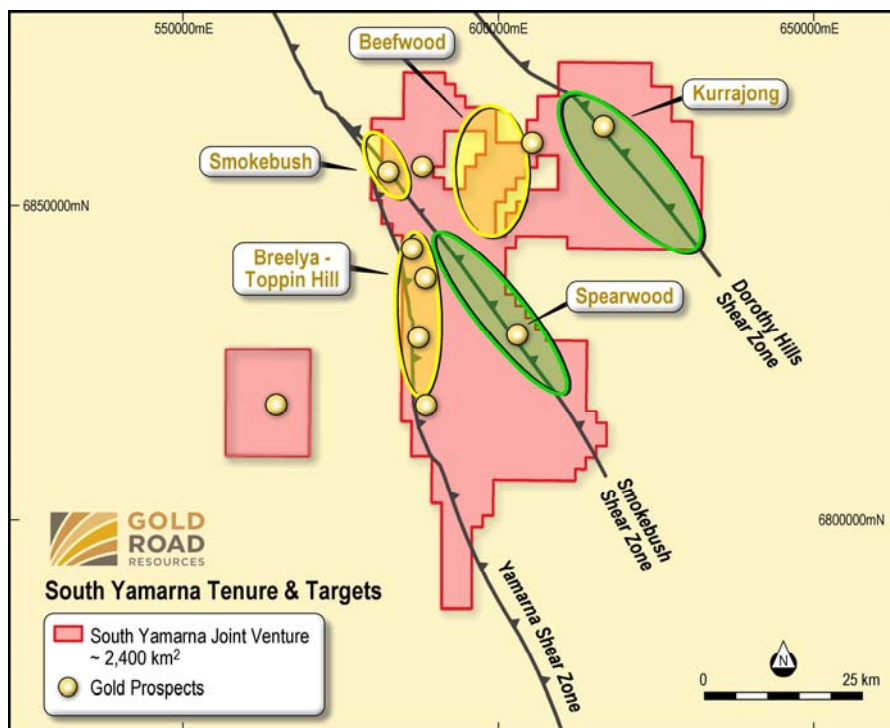 550000mE
600000mE
650000mE
Beefwood
Kurrajong
Smokebush
6850000mN
Breelya -
Toppin Hill
Spearwood
Dorothy Hills
Shear Zone
Smokebush
Shear Zone
Yamarna Shear Zone
6800000mN
GOLD
ROAD
RESOURCES
South Yamarna Tenure & Targets
South Yamarna Joint Venture
~ 2,400 km²
Gold Prospects
N
0 25 km